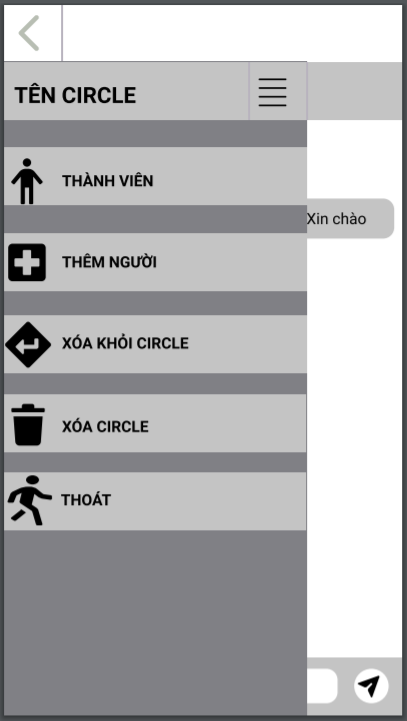 TÊN CIRCLE
THÀNH VIÊN
Xin chào
THÊM NGƯỜI
XÓA KHỎI CIRCLE
XÓA CIRCLE
THOÁT